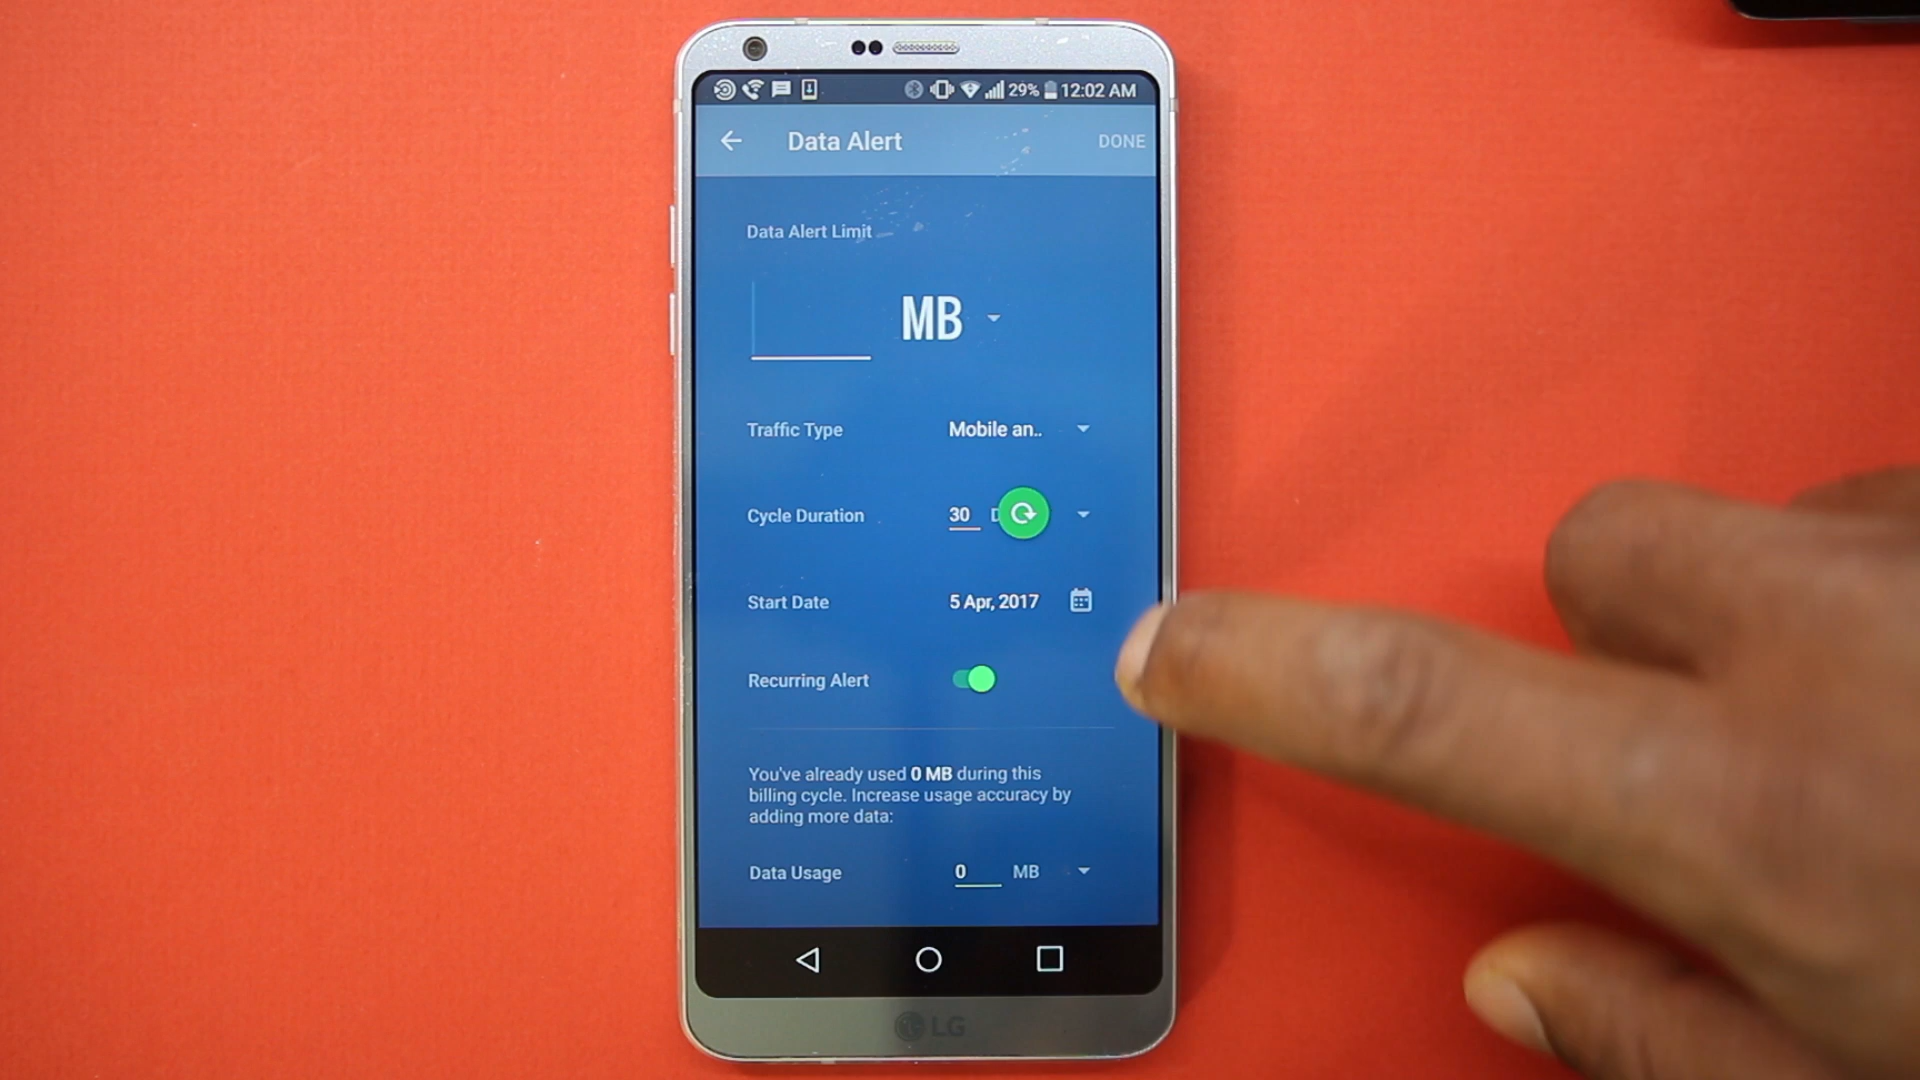 29% 12:02 AM
Data Alert DONE
Data Alert Limit
MB
Traffic Type Mobile an..
Cycle Duration 30 D
Start Date 5 Apr, 2017
Recurring Alert
You've already used 0 MB during this
billing cycle. Increase usage accuracy by
adding more data:
Data Usage 0 MB
LG